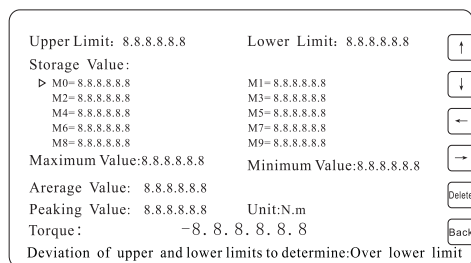 Upper Limit: 8.8.8.8.8.8 Lower Limit: 8.8.8.8.8.8
↑
Storage Value:
▷ M0=8.8.8.8.8.8 M1=8.8.8.8.8.8
↓
M2=8.8.8.8.8.8 M3=8.8.8.8.8.8
M4=8.8.8.8.8.8 M5=8.8.8.8.8.8
←
M6=8.8.8.8.8.8 M7=8.8.8.8.8.8
M8=8.8.8.8.8.8 M9=8.8.8.8.8.8
Maximum Value:8.8.8.8.8.8 Minimum Value:8.8.8.8.8.8
→
Arerage Value: 8.8.8.8.8.8
Delete
Peaking Value: 8.8.8.8.8.8 Unit:N.m
Torque: -8.8.8.8.8.8
Back
Deviation of upper and lower limits to determine:Over lower limit